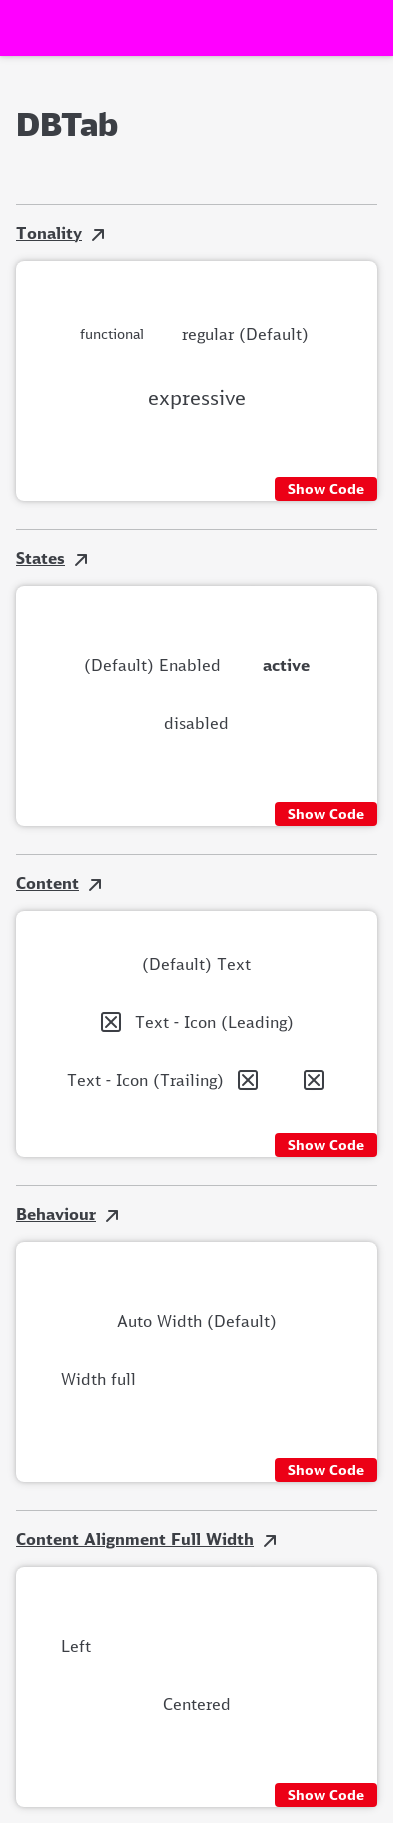 DBTab
Tonality
functional regular (Default)
expressive
Show Code
States
(Default) Enabled active
disabled
Show Code
Content
(Default) Text
Text - Icon (Leading)
Text - Icon (Trailing)
Show Code
Behaviour
Auto Width (Default)
Width full
Show Code
Content Alignment Full Width
Left
Centered
Show Code